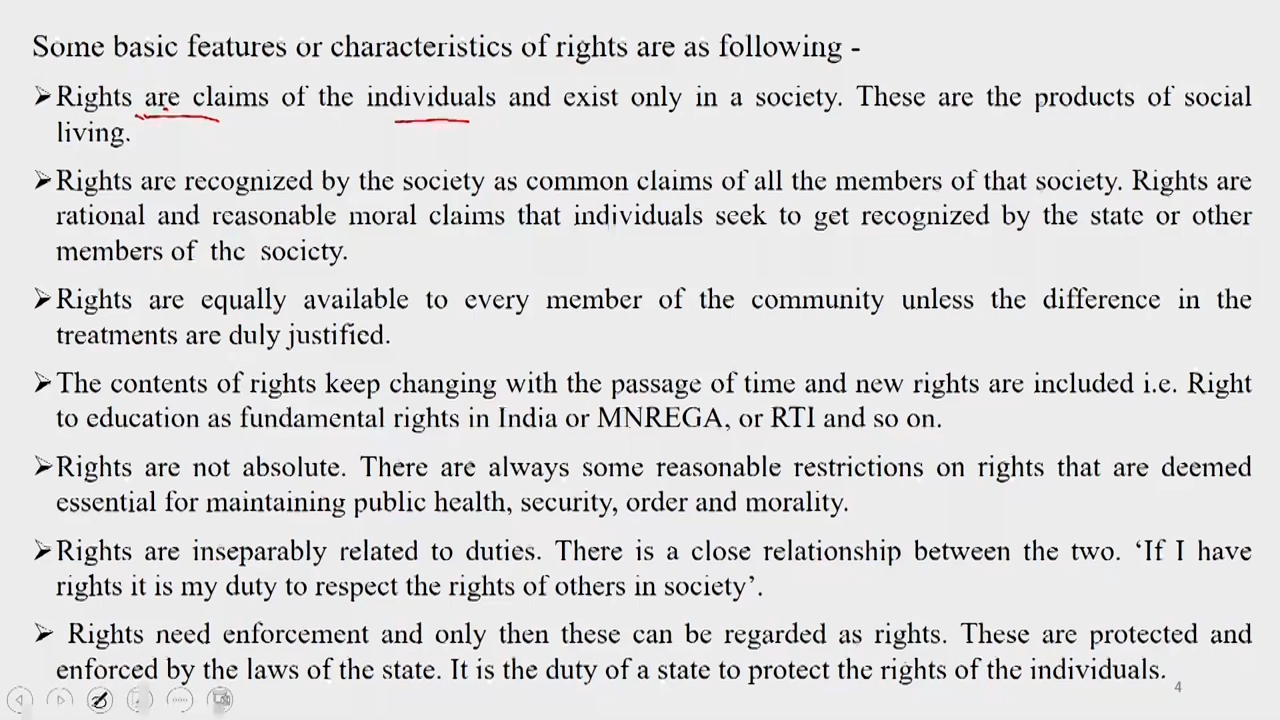 Some basic features or characteristics of rights are as following -
➢Rights are claims of the individuals and exist only in a society. These are the products of social
living.
➢Rights are recognized by the society as common claims of all the members of that society. Rights are
rational and reasonable moral claims that individuals seek to get recognized by the state or other
members of the society.
➢Rights are equally available to every member of the community unless the difference in the
treatments are duly justified.
➢The contents of rights keep changing with the passage of time and new rights are included i.e. Right
to education as fundamental rights in India or MNREGA, or RTI and so on.
➢Rights are not absolute. There are always some reasonable restrictions on rights that are deemed
essential for maintaining public health, security, order and morality.
➢Rights are inseparably related to duties. There is a close relationship between the two. ‘If I have
rights it is my duty to respect the rights of others in society’.
➢ Rights need enforcement and only then these can be regarded as rights. These are protected and
enforced by the laws of the state. It is the duty of a state to protect the rights of the individuals.
4